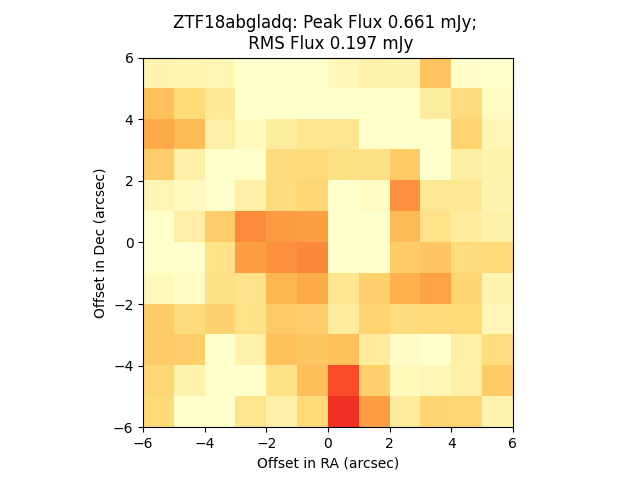 ZTF18abgladq: Peak Flux 0.661 mJy;
RMS Flux 0.197 mJy
6
4
2
0
−2
−4
−6
Offset in Dec (arcsec)
−6 −4 −2 0 2 4 6
Offset in RA (arcsec)